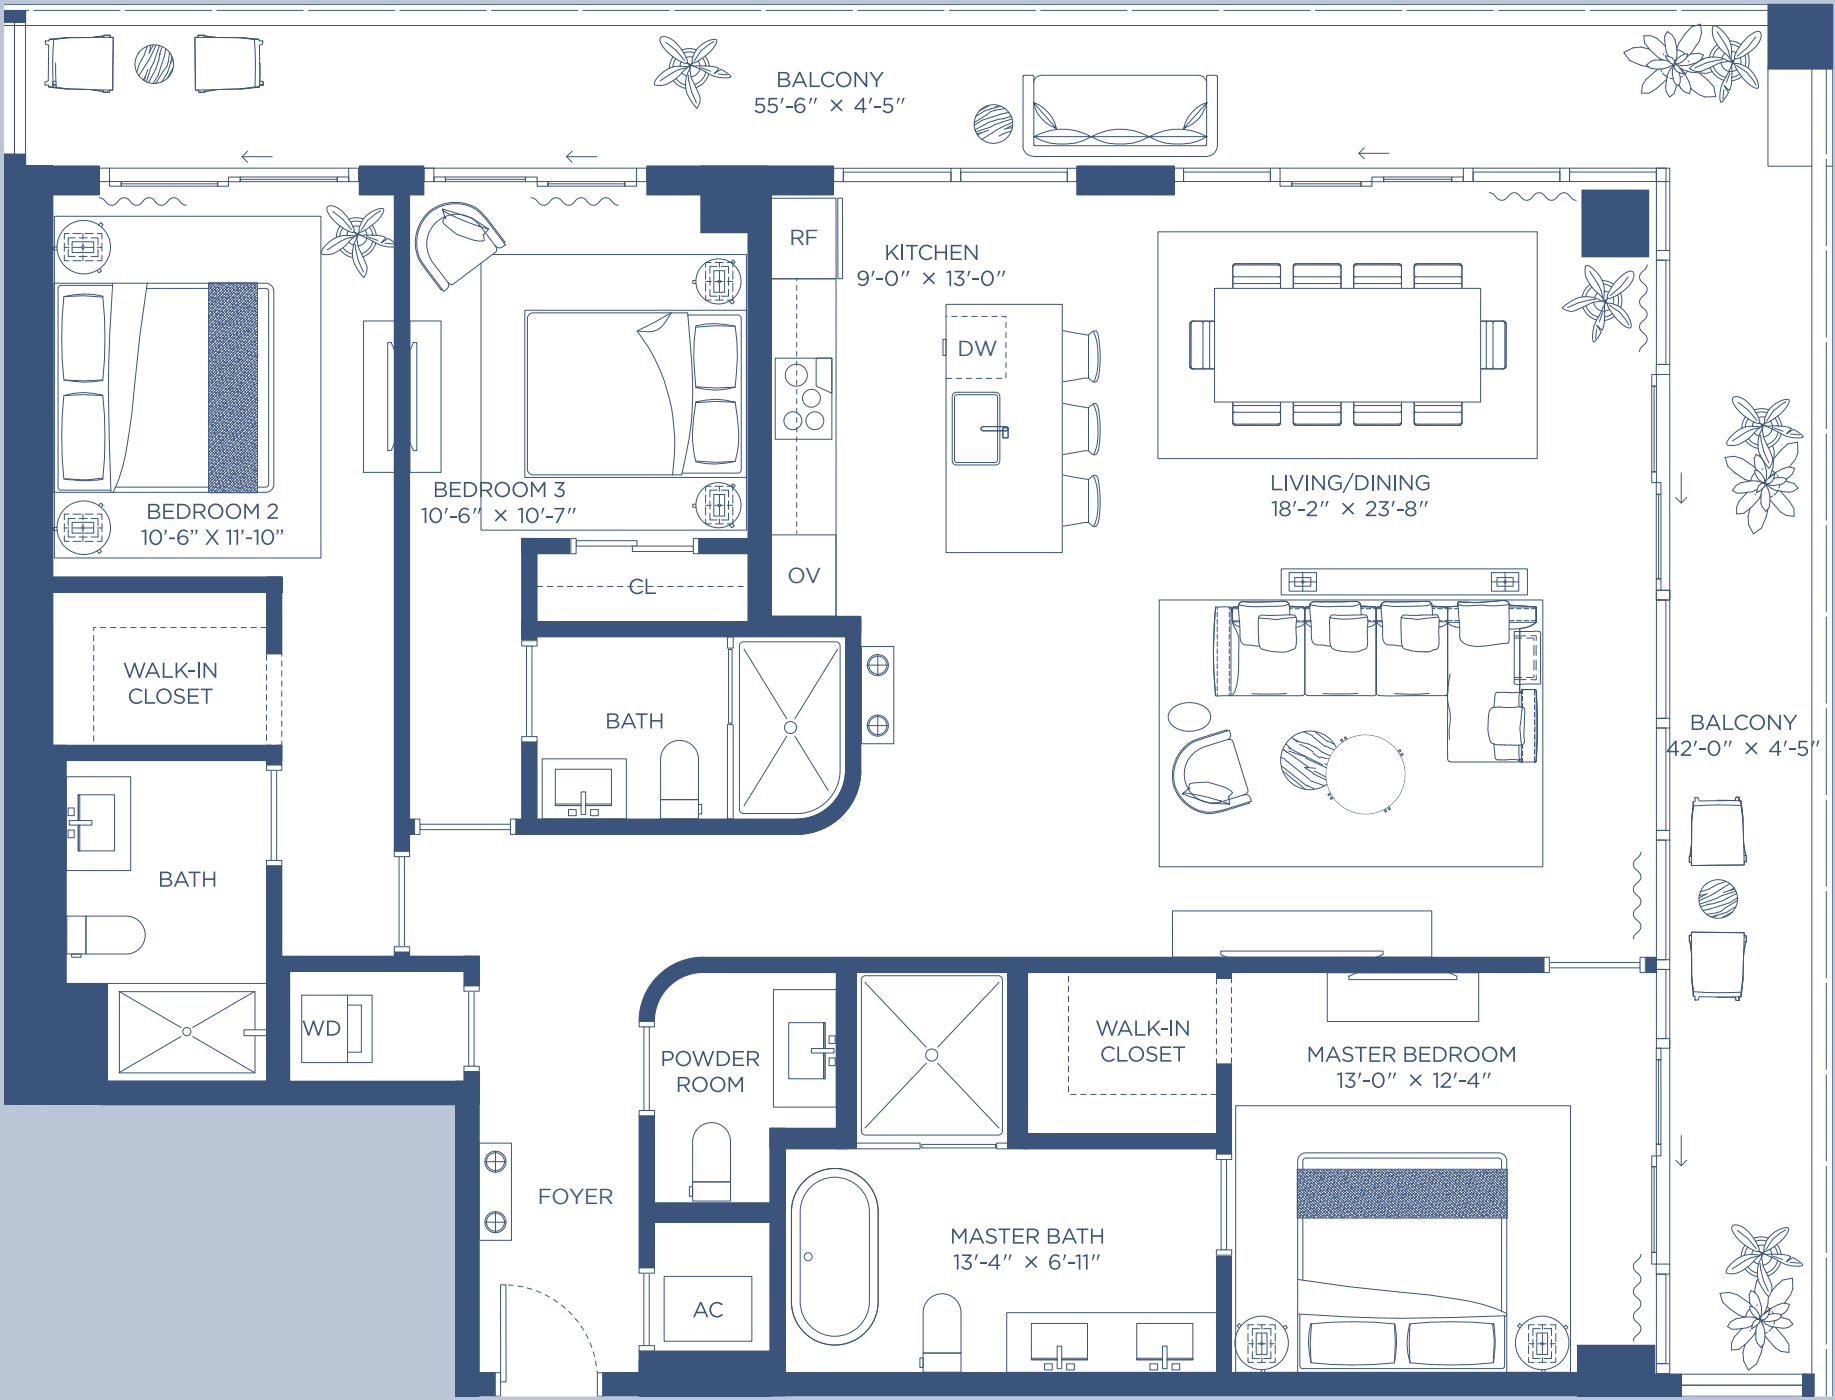 BALCONY
55'-6" × 4'-5"
RF
KITCHEN
9'-0" × 13'-0"
DW
BEDROOM 2
10'-6" X 11'-10"
BEDROOM 3
10'-6" × 10'-7"
LIVING/DINING
18'-2" × 23'-8"
CL
OV
WALK-IN
CLOSET
BATH
BALCONY
42'-0" × 4'-5"
BATH
WD
POWDER
ROOM
WALK-IN
CLOSET
MASTER BEDROOM
13'-0" × 12'-4"
FOYER
MASTER BATH
13'-4" × 6'-11"
AC